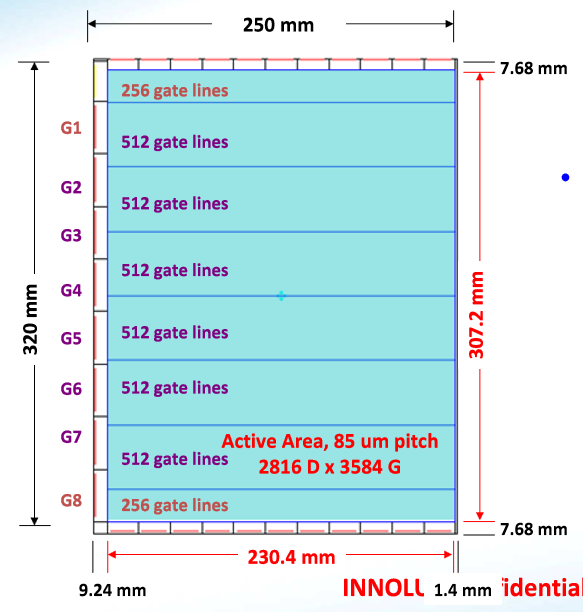 250 mm
7.68 mm
256 gate lines
G1
512 gate lines
G2
512 gate lines
G3
512 gate lines
G4
320 mm
307.2 mm
512 gate lines
G5
512 gate lines
G6
G7
Active Area, 85 um pitch
512 gate lines
2816 D x 3584 G
G8
256 gate lines
7.68 mm
230.4 mm
9.24 mm
1.4 mm